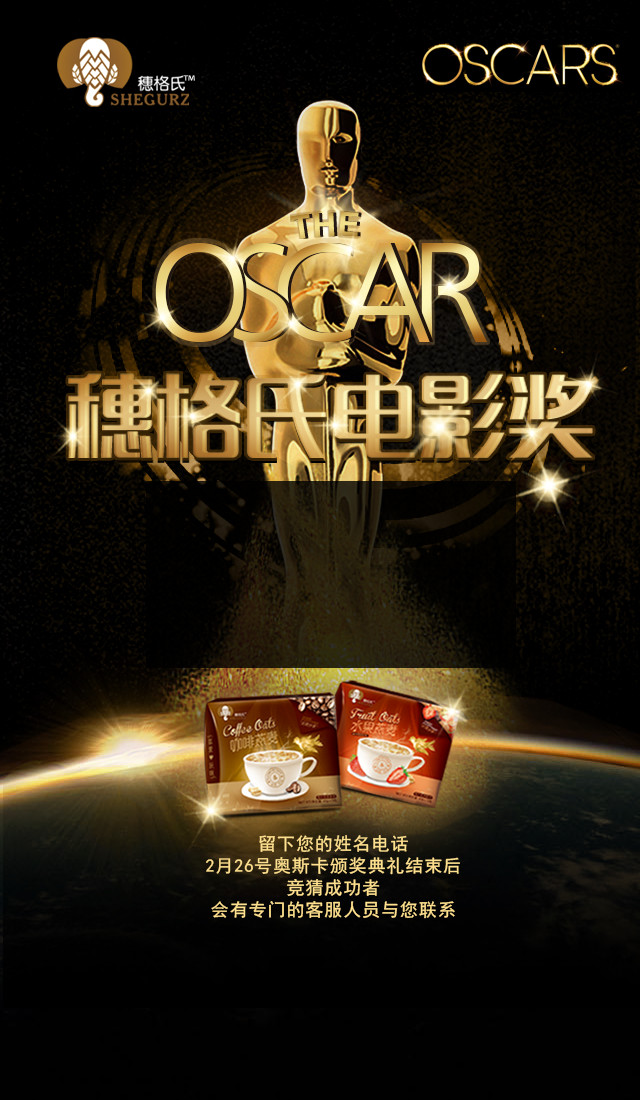 穗格氏™
SHEGURZ
OSCARS
THE
OSCAR
穗格氏电影奖
Coffee Oats
咖啡燕麦
Fruit Oats
水果燕麦
留下您的姓名电话
2月26号奥斯卡颁奖典礼结束后
竞猜成功者
会有专门的客服人员与您联系